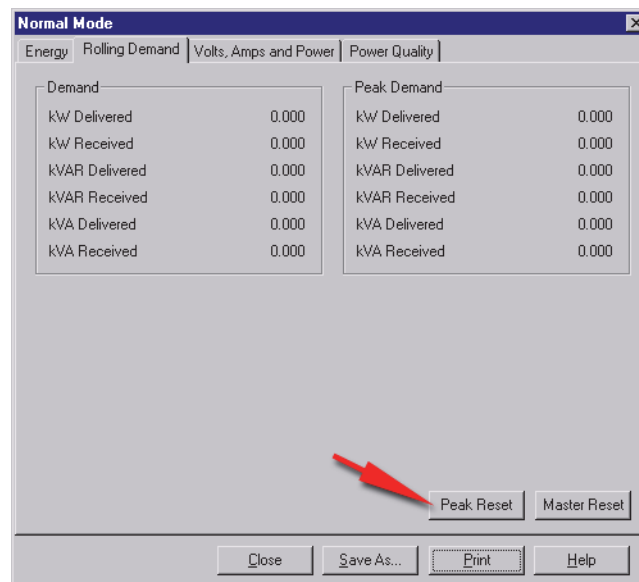 Normal Mode
Energy Rolling Demand Volts, Amps and Power Power Quality
Demand
kW Delivered 0.000
kW Received 0.000
kVAR Delivered 0.000
kVAR Received 0.000
kVA Delivered 0.000
kVA Received 0.000
Peak Demand
kW Delivered 0.000
kW Received 0.000
kVAR Delivered 0.000
kVAR Received 0.000
kVA Delivered 0.000
kVA Received 0.000
Peak Reset Master Reset
Close Save As... Print Help